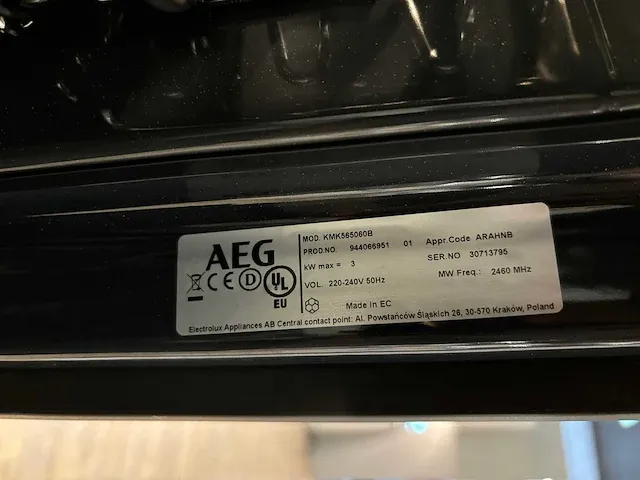 AEG
CE D UL
EU
MOD. KMK565060B
PROD.NO. 944066951 01 Appr.Code ARAHNB
kW max = 3 SER.NO 30713795
VOL. 220-240V 50Hz MW Freq.: 2460 MHz
Made in EC
Electrolux Appliances AB Central contact point: Al. Powstańców Śląskich 26, 30-570 Kraków, Poland